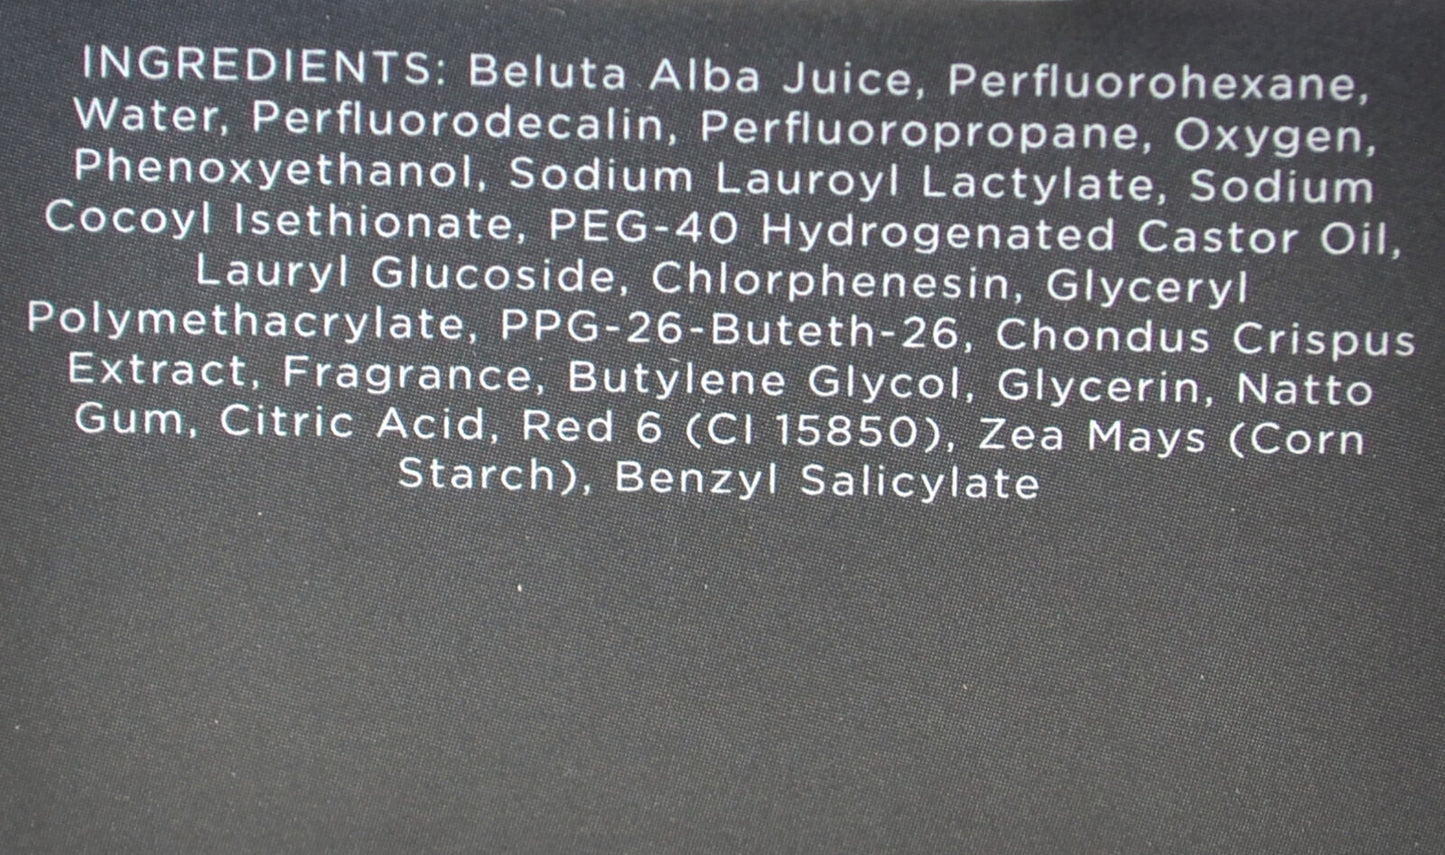 INGREDIENTS: Beluta Alba Juice, Perfluorohexane,
Water, Perfluorodecalin, Perfluoropropane, Oxygen,
Phenoxyethanol, Sodium Lauroyl Lactylate, Sodium
Cocoyl Isethionate, PEG-40 Hydrogenated Castor Oil,
Lauryl Glucoside, Chlorphenesin, Glyceryl
Polymethacrylate, PPG-26-Buteth-26, Chondus Crispus
Extract, Fragrance, Butylene Glycol, Glycerin, Natto
Gum, Citric Acid, Red 6 (CI 15850), Zea Mays (Corn
Starch), Benzyl Salicylate